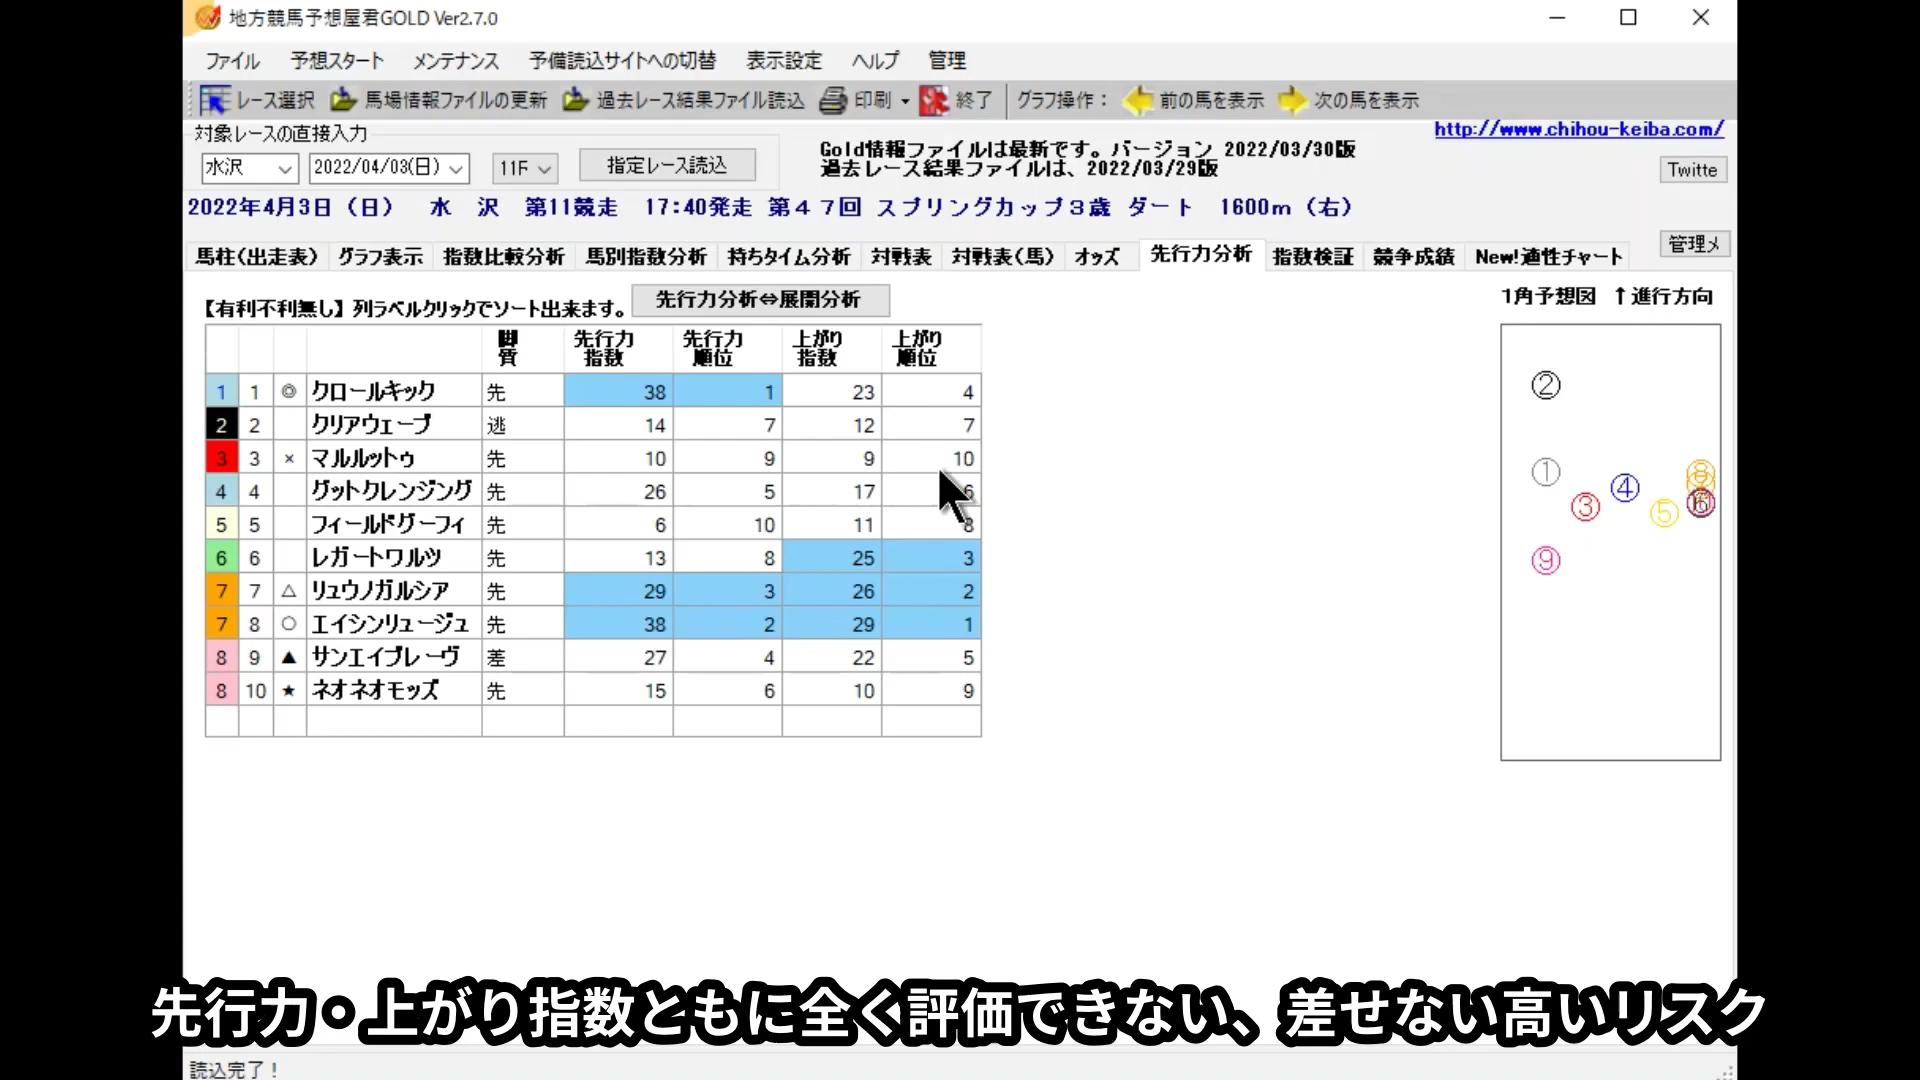 地方競馬予想屋君GOLD Ver2.7.0
ファイル 予想スタート メンテナンス 予備読込サイトへの切替 表示設定 ヘルプ 管理
レース選択 馬場情報ファイルの更新 過去レース結果ファイル読込 印刷 終了 グラフ操作： 前の馬を表示 次の馬を表示
対象レースの直接入力
http://www.chihou-keiba.com/
水沢 2022/04/03(日) 11F 指定レース読込
Gold情報ファイルは最新です。バージョン 2022/03/30版
過去レース結果ファイルは、2022/03/29版
Twitte
2022年4月3日（日） 水 沢 第11競走 17:40発走 第４７回 スプリングカップ３歳 ダート 1600m（右）
管理メ
馬柱(出走表) グラフ表示 指数比較分析 馬別指数分析 持ちタイム分析 対戦表 対戦表(馬) オッズ 先行力分析 指数検証 競争成績 New!適性チャート
【有利不利無し】列ラベルクリックでソート出来ます。 先行力分析⇔展開分析
1角予想図 ↑進行方向
脚質 先行力指数 先行力順位 上がり指数 上がり順位
1 1 ◎ クロールキック 先 38 1 23 4
2 2 クリアウェーブ 逃 14 7 12 7
3 3 × マルルットゥ 先 10 9 9 10
4 4 グットクレンジング 先 26 5 17 6
5 5 フィールドグーフィ 先 6 10 11 8
6 6 レガートワルツ 先 13 8 25 3
7 7 △ リュウノガルシア 先 29 3 26 2
7 8 ○ エイシンリュージュ 先 38 2 29 1
8 9 ▲ サンエイブレーヴ 差 27 4 22 5
8 10 ★ ネオネオモッズ 先 15 6 10 9
②
①
④
③
⑤
⑧
⑥
⑨
先行力・上がり指数ともに全く評価できない、差せない高いリスク
読込完了！